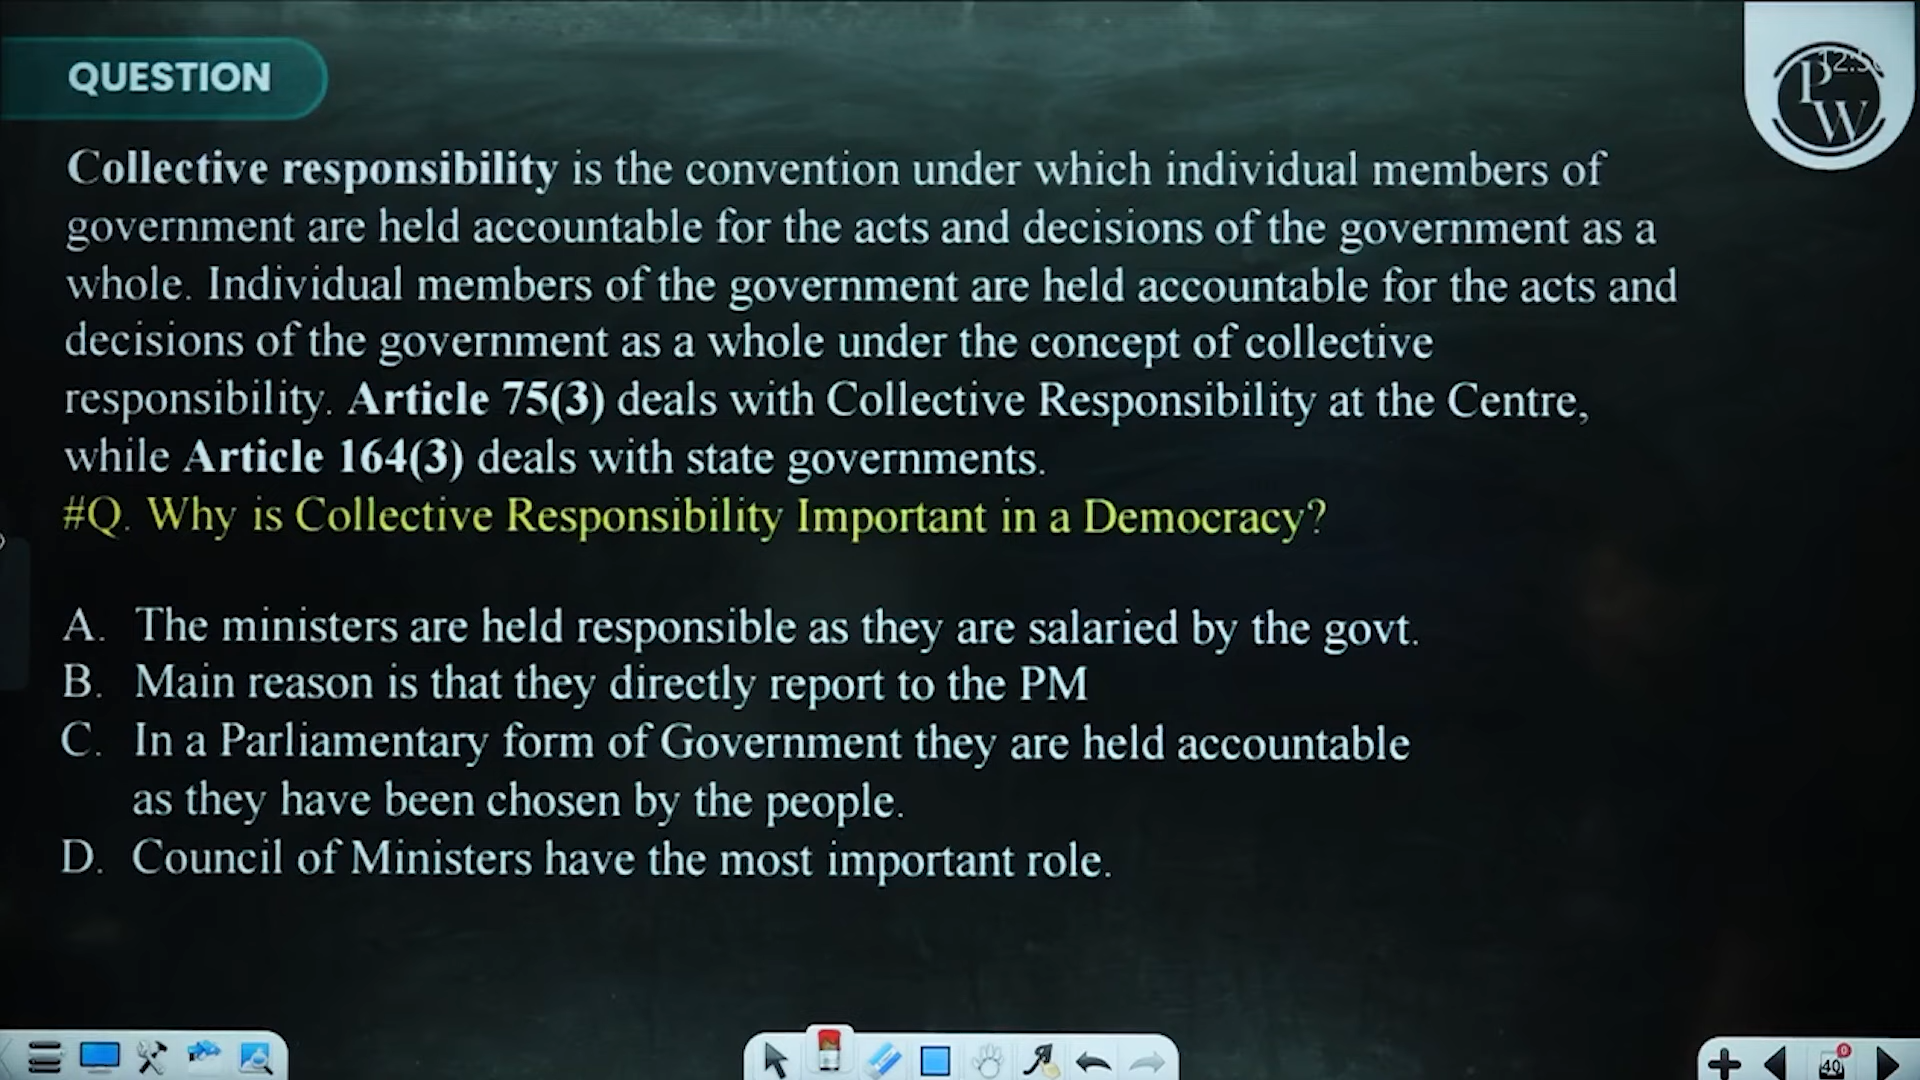 QUESTION
12:5
PW
Collective responsibility is the convention under which individual members of
government are held accountable for the acts and decisions of the government as a
whole. Individual members of the government are held accountable for the acts and
decisions of the government as a whole under the concept of collective
responsibility. Article 75(3) deals with Collective Responsibility at the Centre,
while Article 164(3) deals with state governments.
#Q. Why is Collective Responsibility Important in a Democracy?
A. The ministers are held responsible as they are salaried by the govt.
B. Main reason is that they directly report to the PM
C. In a Parliamentary form of Government they are held accountable
as they have been chosen by the people.
D. Council of Ministers have the most important role.
0
40